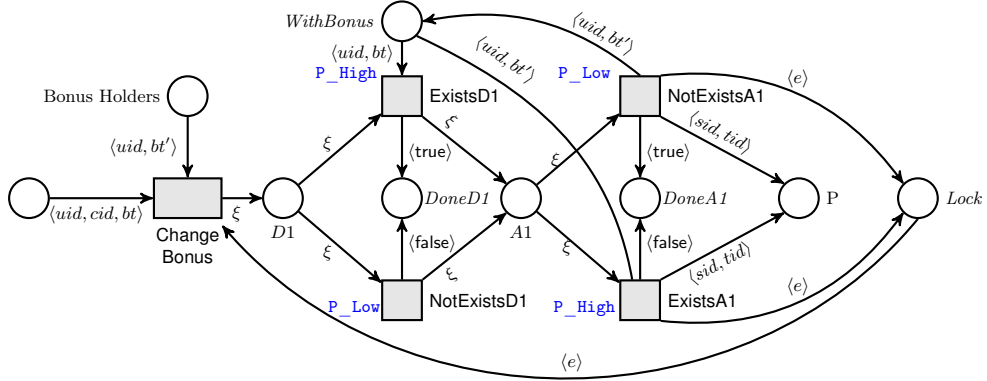 WithBonus
⟨uid, bt⟩
⟨uid, bt′⟩
⟨uid, bt′⟩
P_High
ExistsD1
P_Low
NotExistsA1
⟨e⟩
Bonus Holders
⟨uid, bt′⟩
ξ
ξ
⟨true⟩
ξ
⟨true⟩
⟨sid, tid⟩
⟨uid, cid, bt⟩
Change
Bonus
ξ
D1
DoneD1
A1
DoneA1
P
Lock
ξ
⟨false⟩
ξ
ξ
⟨false⟩
⟨sid, tid⟩
P_Low
NotExistsD1
P_High
ExistsA1
⟨e⟩
⟨e⟩